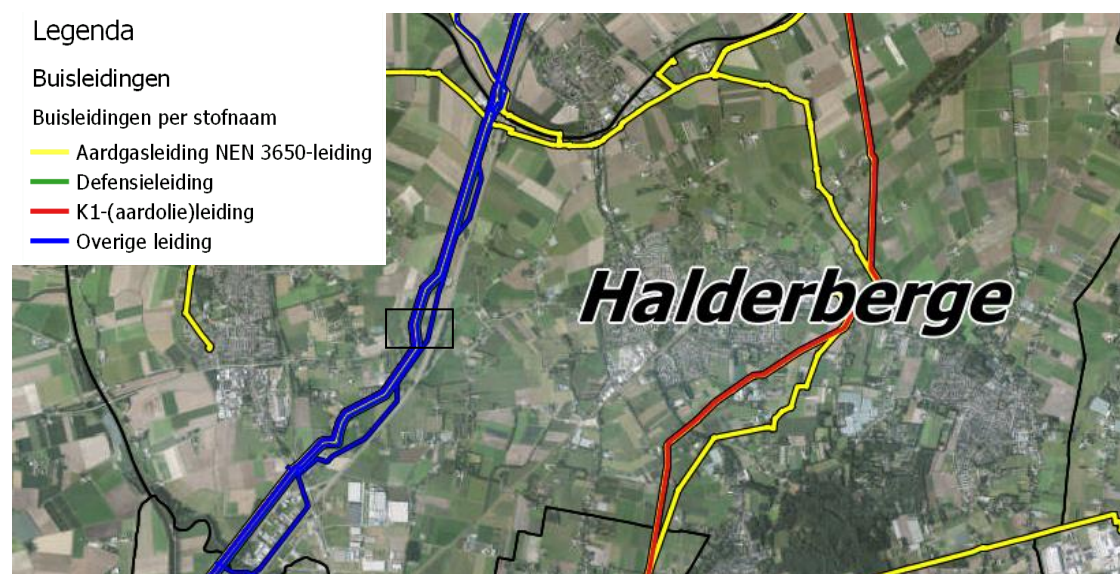 Legenda
Buisleidingen
Buisleidingen per stofnaam
Aardgasleiding NEN 3650-leiding
Defensieleiding
K1-(aardolie)leiding
Overige leiding
Halderberge